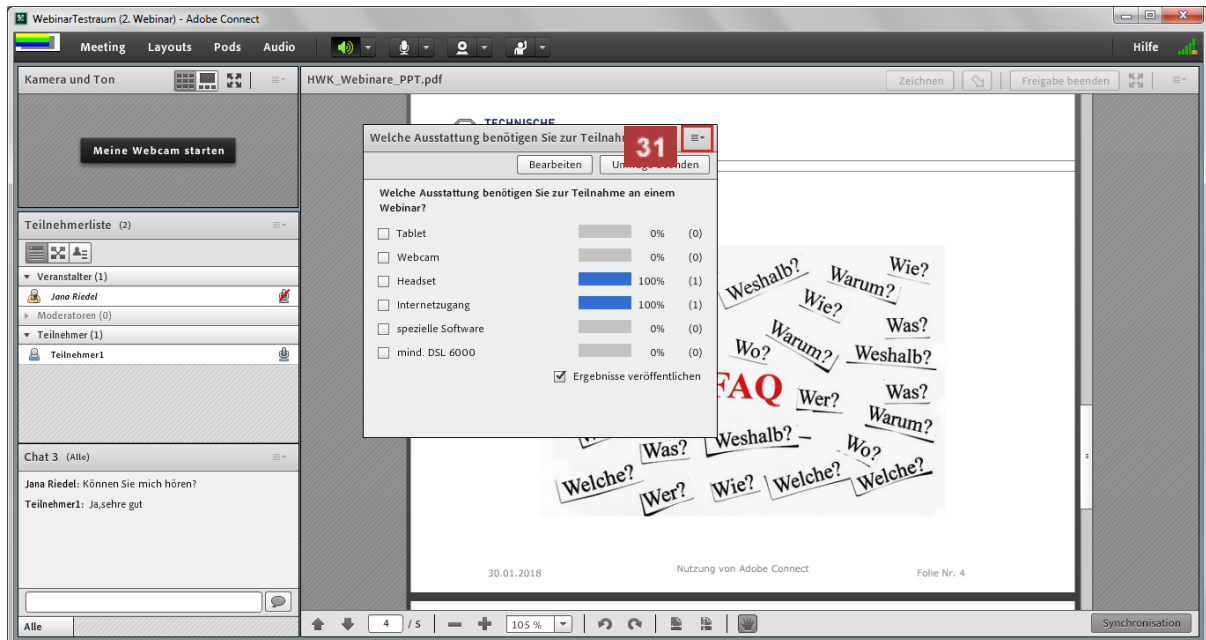 WebinarTestraum (2. Webinar) - Adobe Connect
Meeting Layouts Pods Audio Hilfe
Kamera und Ton
Meine Webcam starten
Teilnehmerliste (2)
Veranstalter (1)
Jana Riedel
Moderatoren (0)
Teilnehmer (1)
Teilnehmer1
Chat 3 (Alle)
Jana Riedel: Können Sie mich hören?
Teilnehmer1: Ja,sehre gut
Alle
HWK_Webinare_PPT.pdf
Zeichnen Freigabe beenden
TECHNISCHE
Welche Ausstattung benötigen Sie zur
31
Bearbeiten
Welche Ausstattung benötigen Sie zur Teilnahme an einem
Webinar?
Tablet 0% (0)
Webcam 0% (0)
Headset 100% (1)
Internetzugang 100% (1)
spezielle Software 0% (0)
mind. DSL 6000 0% (0)
Ergebnisse veröffentlichen
Weshalb? Warum? Wie?
Wie?
Warum? Was?
Wo? Weshalb?
FAQ Wer? Was?
Warum?
Was? Weshalb? Wo?
Welche? Wer? Wie? Welche? Welche?
30.01.2018 Nutzung von Adobe Connect Folie Nr. 4
4 / 5 105 % Synchronisation